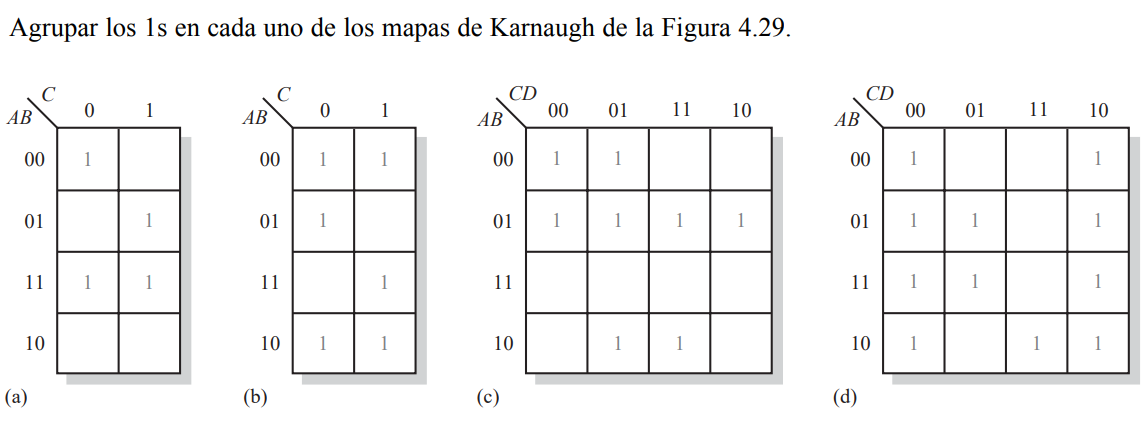 Agrupar los 1s en cada uno de los mapas de Karnaugh de la Figura 4.29.
C
AB 0 1
00 1
01 1
11 1 1
10
(a)
C
AB 0 1
00 1 1
01 1
11 1
10 1 1
(b)
CD
AB 00 01 11 10
00 1 1
01 1 1 1 1
11
10 1 1
(c)
CD
AB 00 01 11 10
00 1 1
01 1 1 1
11 1 1 1
10 1 1 1
(d)